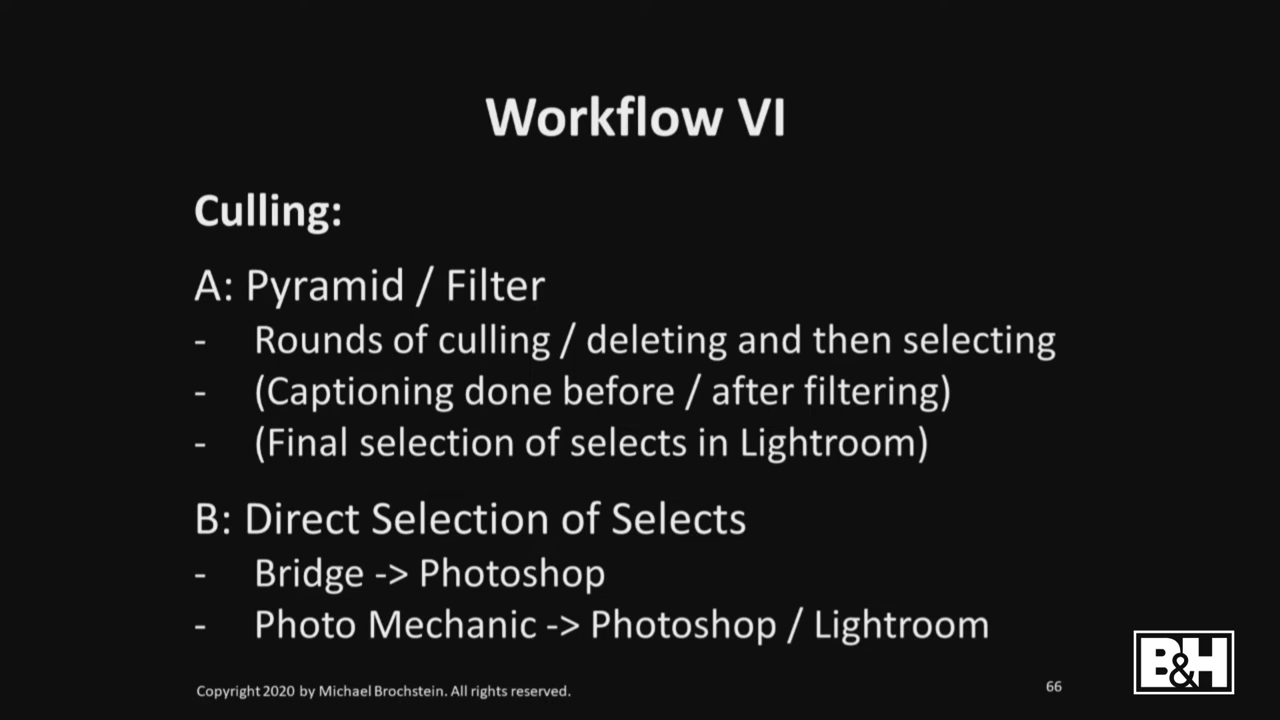 Workflow VI
Culling:
A: Pyramid / Filter
- Rounds of culling / deleting and then selecting
- (Captioning done before / after filtering)
- (Final selection of selects in Lightroom)
B: Direct Selection of Selects
- Bridge -> Photoshop
- Photo Mechanic -> Photoshop / Lightroom
Copyright 2020 by Michael Brochstein. All rights reserved.
66
B&H